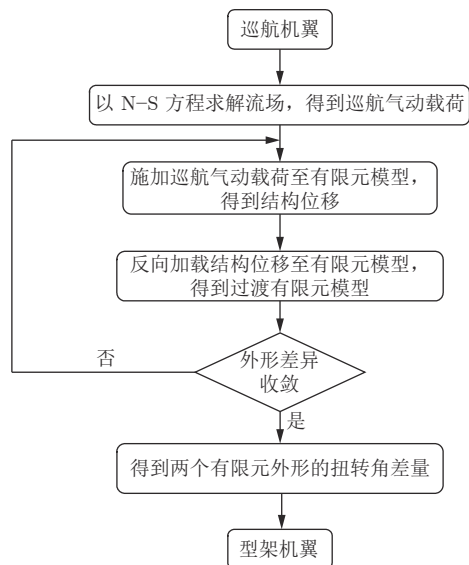 巡航机翼
以 N–S 方程求解流场，得到巡航气动载荷
施加巡航气动载荷至有限元模型，
得到结构位移
反向加载结构位移至有限元模型，
得到过渡有限元模型
否
外形差异
收敛
是
得到两个有限元外形的扭转角差量
型架机翼